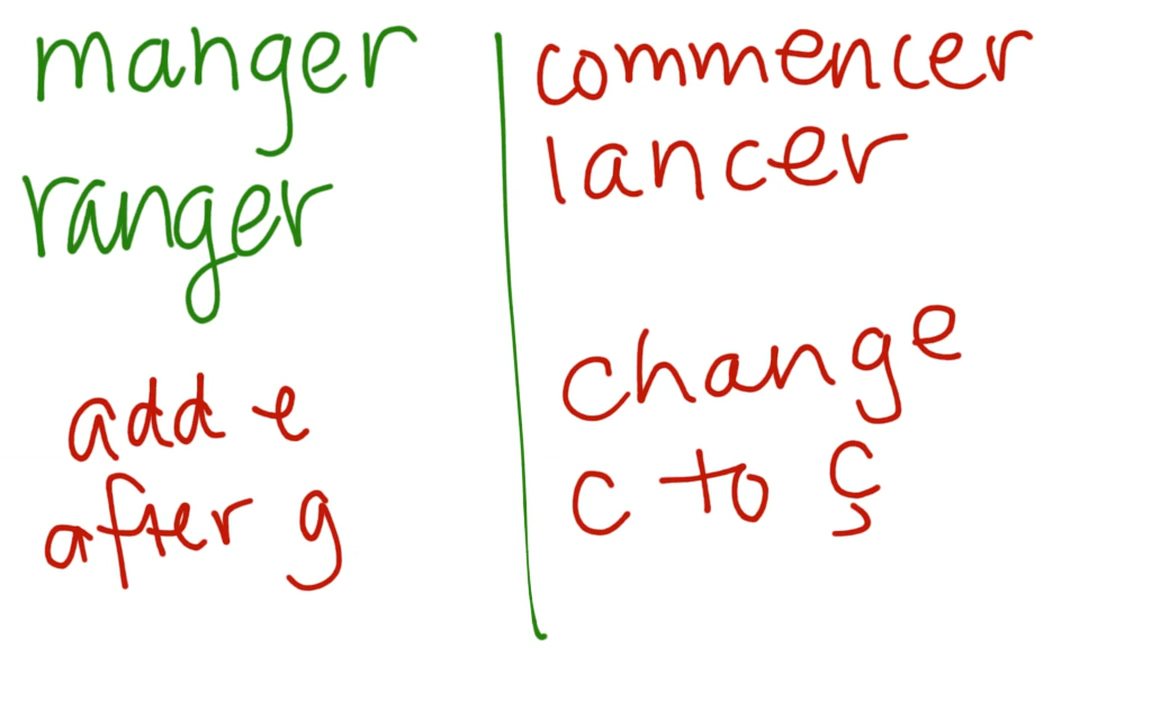 manger
ranger
add e
after g
commencer
lancer
change
c to ç